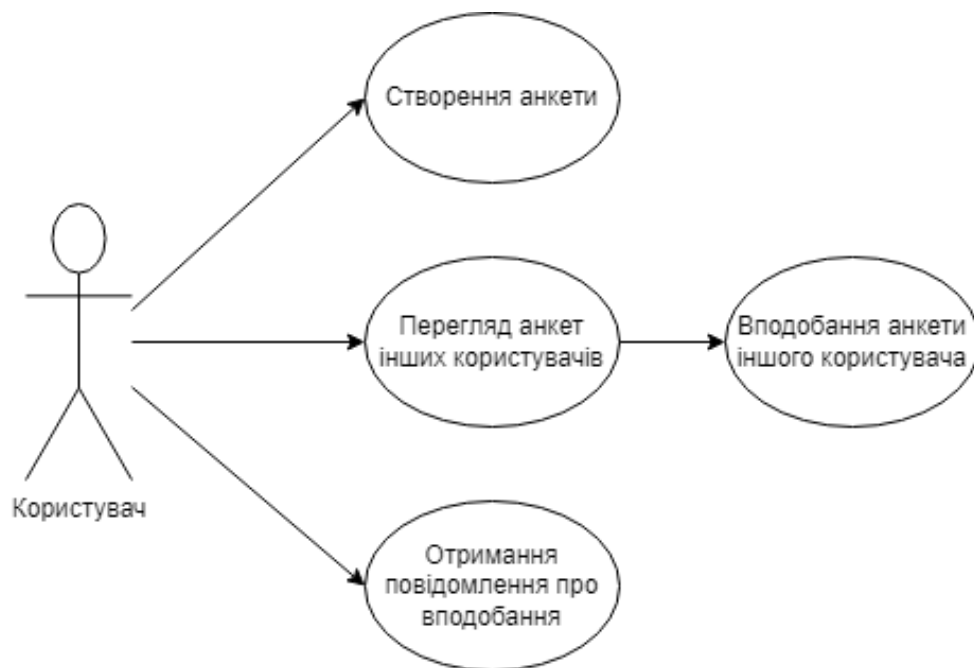 Створення анкети
Перегляд анкет
інших користувачів
Вподобання анкети
іншого користувача
Користувач
Отримання
повідомлення про
вподобання